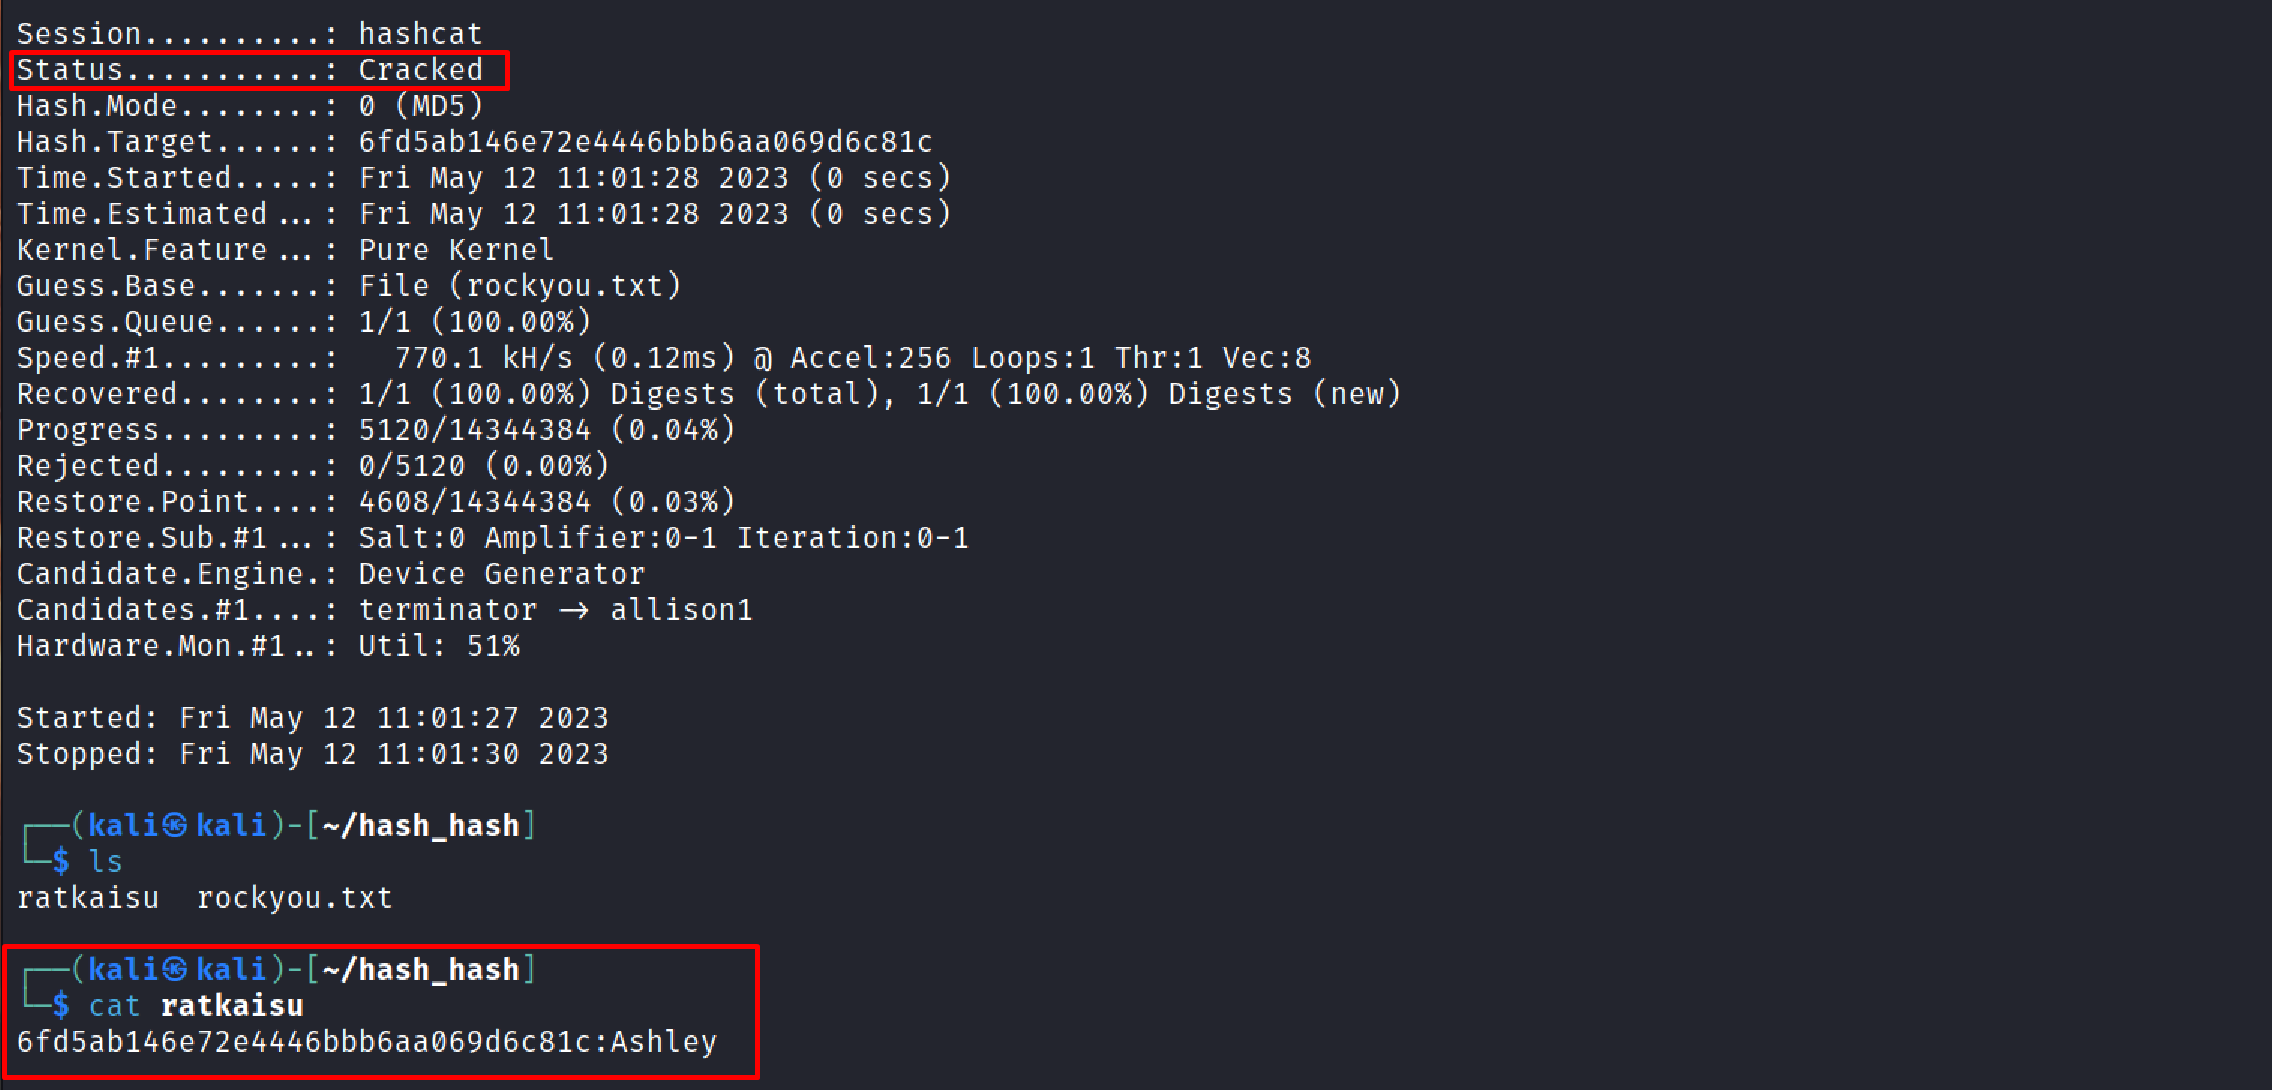 Session..........: hashcat
Status...........: Cracked
Hash.Mode........: 0 (MD5)
Hash.Target......: 6fd5ab146e72e4446bbb6aa069d6c81c
Time.Started.....: Fri May 12 11:01:28 2023 (0 secs)
Time.Estimated...: Fri May 12 11:01:28 2023 (0 secs)
Kernel.Feature...: Pure Kernel
Guess.Base.......: File (rockyou.txt)
Guess.Queue......: 1/1 (100.00%)
Speed.#1.........:   770.1 kH/s (0.12ms) @ Accel:256 Loops:1 Thr:1 Vec:8
Recovered........: 1/1 (100.00%) Digests (total), 1/1 (100.00%) Digests (new)
Progress.........: 5120/14344384 (0.04%)
Rejected.........: 0/5120 (0.00%)
Restore.Point....: 4608/14344384 (0.03%)
Restore.Sub.#1...: Salt:0 Amplifier:0-1 Iteration:0-1
Candidate.Engine.: Device Generator
Candidates.#1....: terminator -> allison1
Hardware.Mon.#1..: Util: 51%
Started: Fri May 12 11:01:27 2023
Stopped: Fri May 12 11:01:30 2023
┌──(kali㉿kali)-[~/hash_hash]
└─$ ls
ratkaisu  rockyou.txt
┌──(kali㉿kali)-[~/hash_hash]
└─$ cat ratkaisu
6fd5ab146e72e4446bbb6aa069d6c81c:Ashley